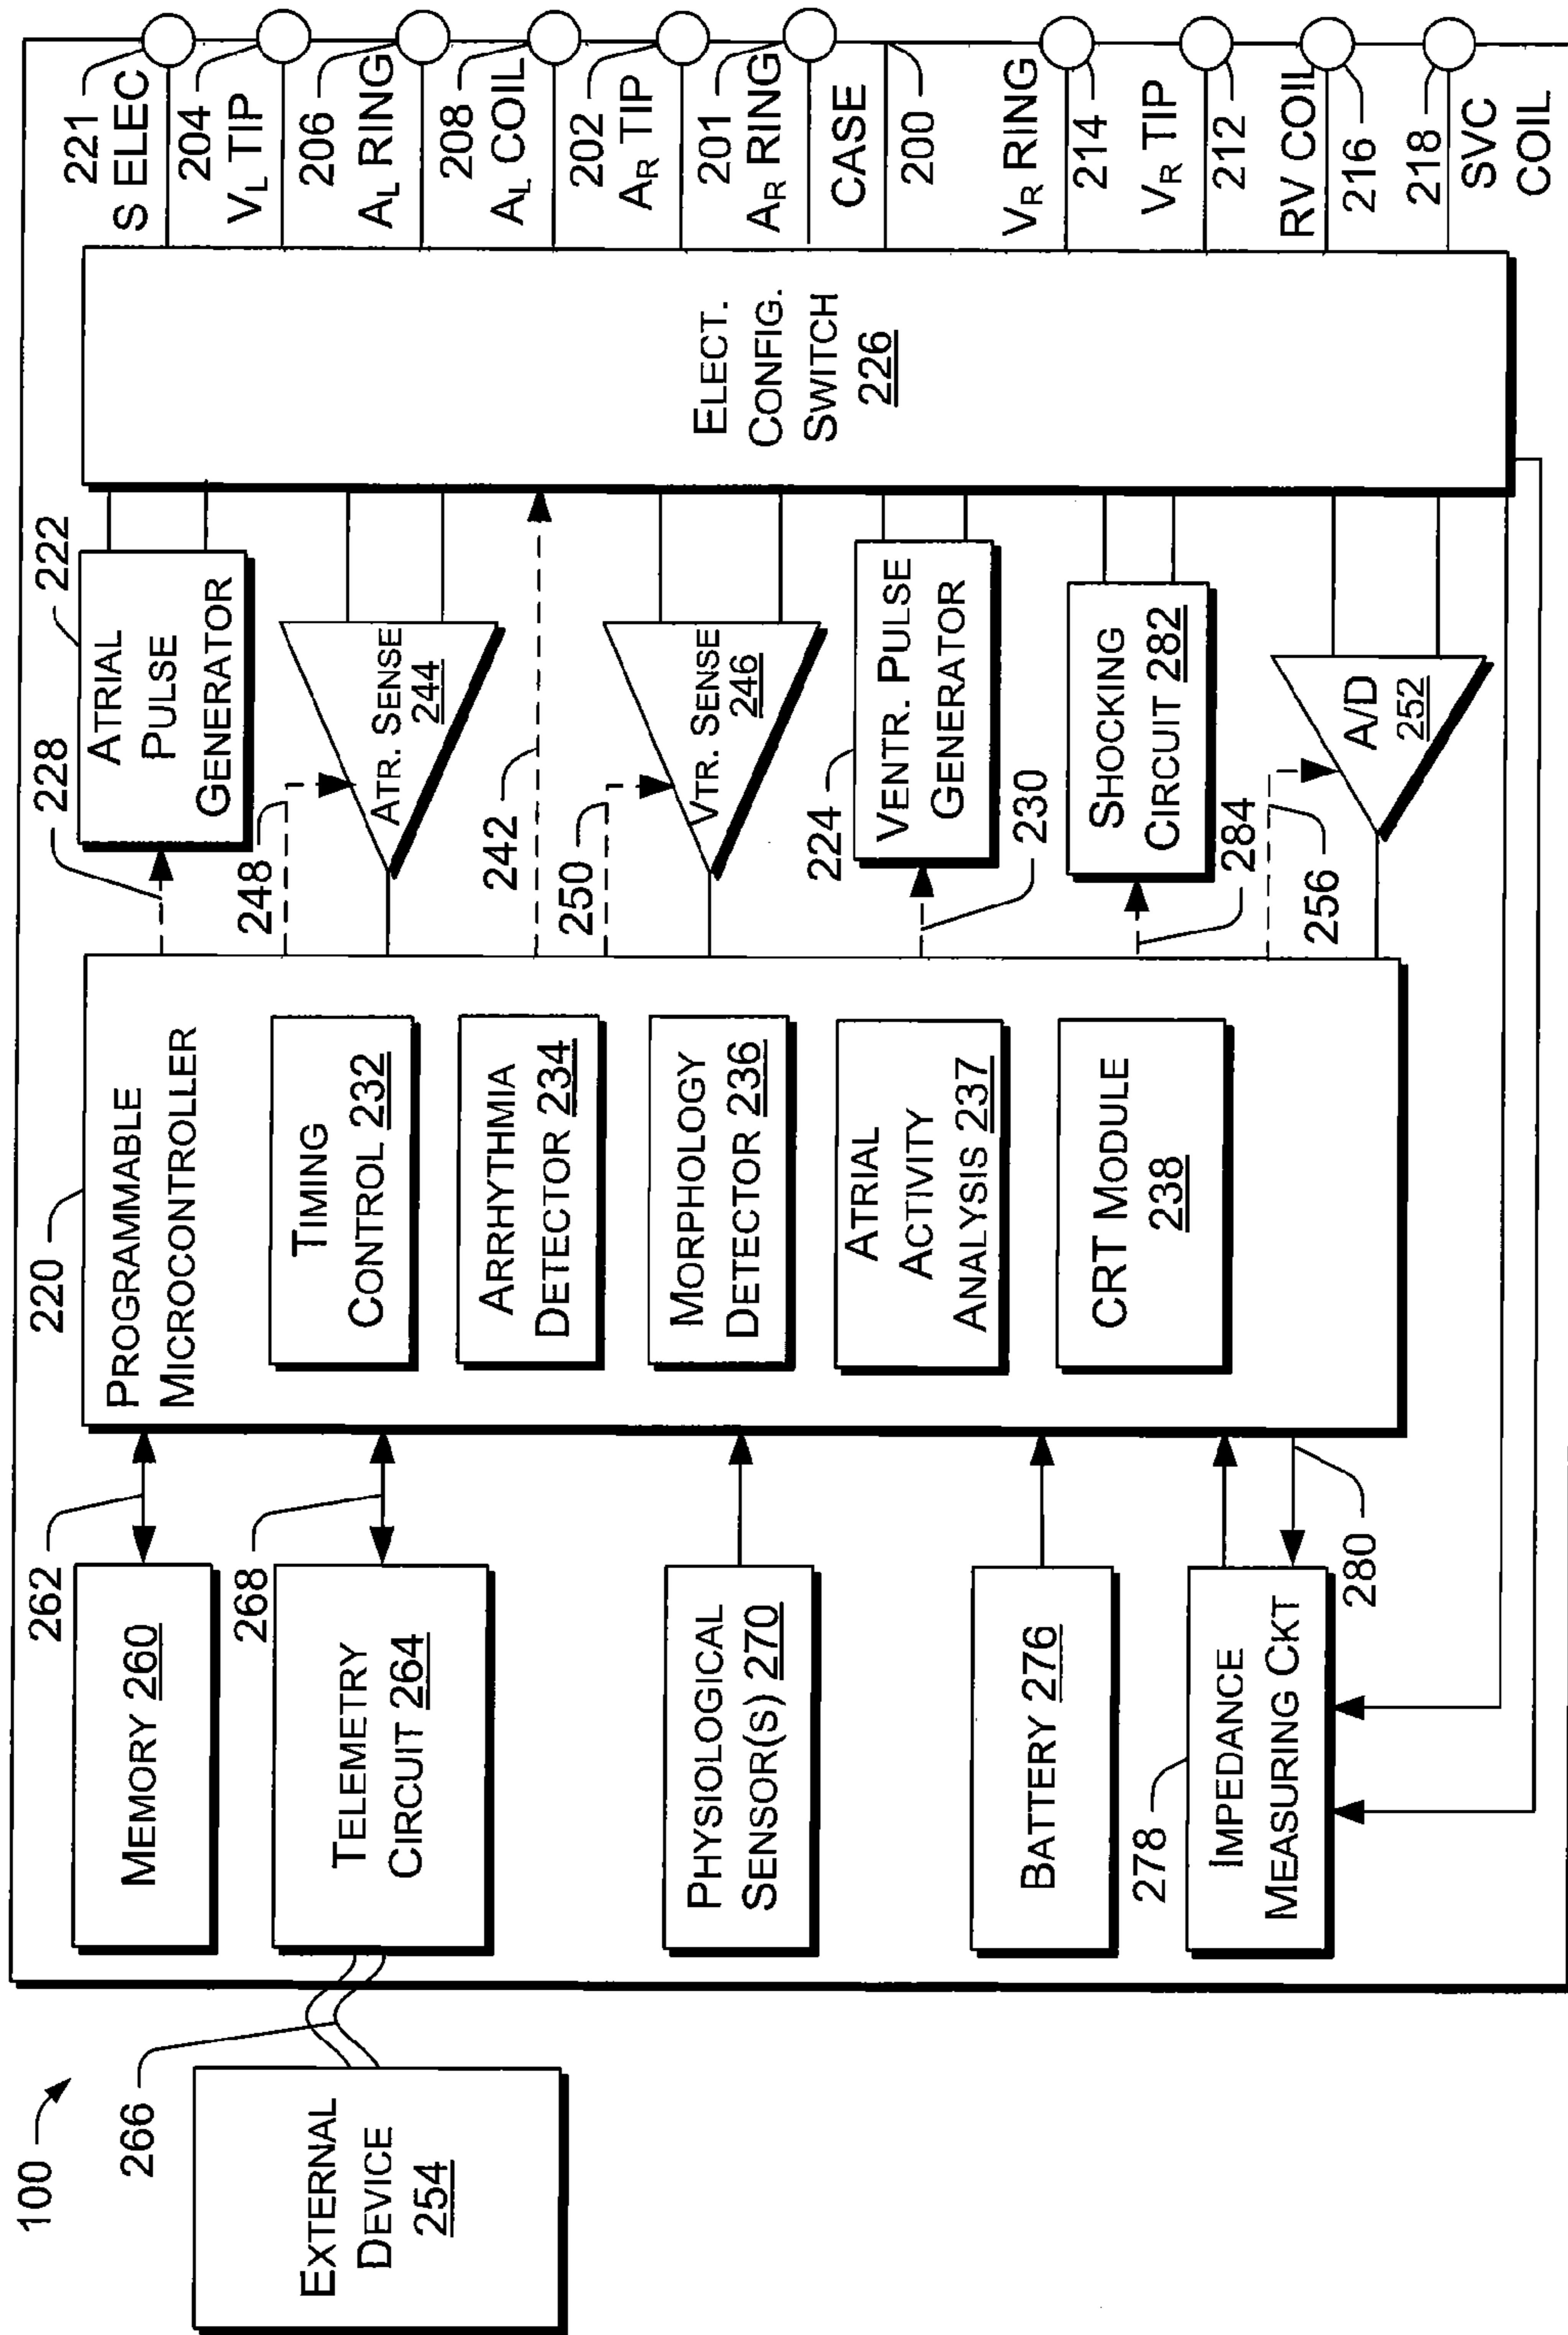 100
266
EXTERNAL
DEVICE
254
262
MEMORY 260
268
TELEMETRY
CIRCUIT 264
PHYSIOLOGICAL
SENSOR(S) 270
BATTERY 276
278
IMPEDANCE
MEASURING CKT
280
220
PROGRAMMABLE
MICROCONTROLLER
TIMING
CONTROL 232
ARRHYTHMIA
DETECTOR 234
MORPHOLOGY
DETECTOR 236
ATRIAL
ACTIVITY
ANALYSIS 237
CRT MODULE
238
228
222
ATRIAL
PULSE
GENERATOR
248
ATR. SENSE
244
242
250
VTR. SENSE
246
224
VENTR. PULSE
GENERATOR
230
SHOCKING
CIRCUIT 282
284
256
A/D
252
ELECT.
CONFIG.
SWITCH
226
221
S ELEC
204
VL TIP
206
AL RING
208
AL COIL
202
AR TIP
201
AR RING
CASE
200
VR RING
214
VR TIP
212
RV COIL
216
218
SVC
COIL